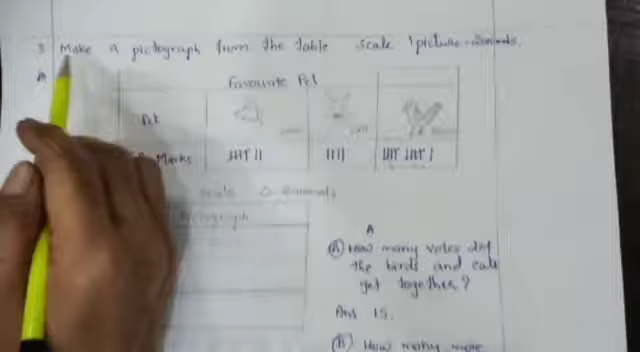 3 Make a pictograph from the table scale 1 picture
A
Favourite Pet
Pet
Marks
scale 2 animals
Pictograph
A
(A) How many votes did
the birds and cats
get together?
Ans 15.
(B) How many more